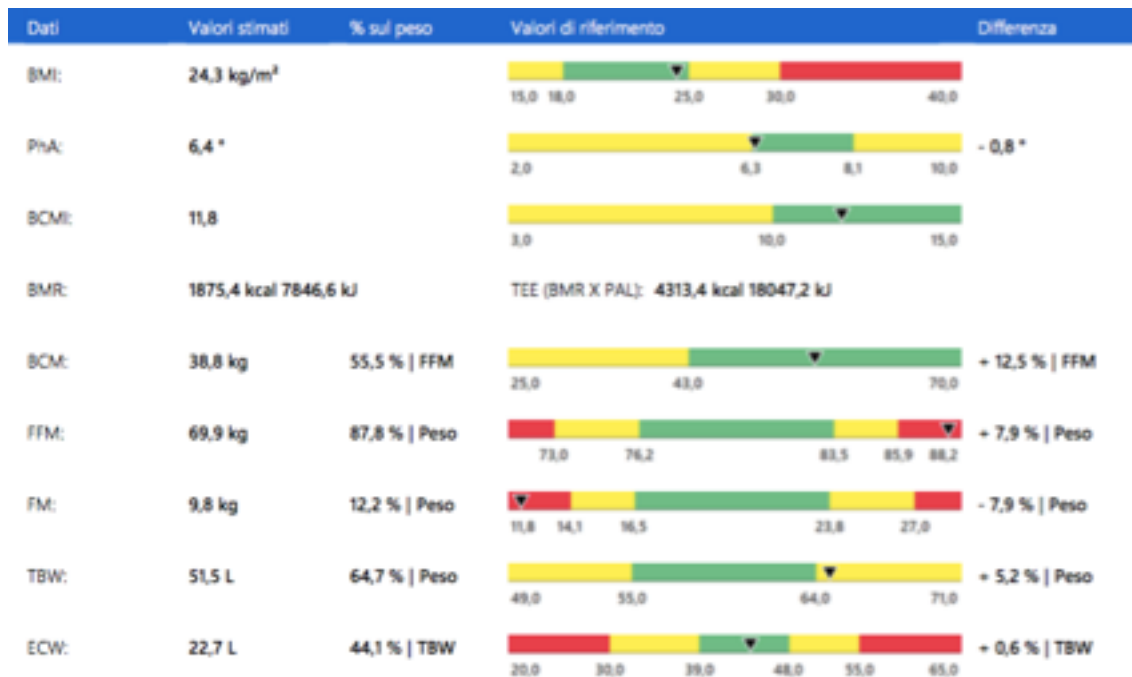 Dati Valori stimati % sul peso Valori di riferimento Differenza
BMI: 24,3 kg/m²
15,0 18,0 25,0 30,0 40,0
PhA: 6,4 ° - 0,8 °
2,0 6,3 8,1 10,0
BCMI: 11,8
3,0 10,0 15,0
BMR: 1875,4 kcal 7846,6 kJ TEE (BMR X PAL): 4313,4 kcal 18047,2 kJ
BCM: 38,8 kg 55,5 % | FFM + 12,5 % | FFM
25,0 43,0 70,0
FFM: 69,9 kg 87,8 % | Peso + 7,9 % | Peso
73,0 76,2 83,5 85,9 88,2
FM: 9,8 kg 12,2 % | Peso - 7,9 % | Peso
11,8 14,1 16,5 23,8 27,0
TBW: 51,5 L 64,7 % | Peso + 5,2 % | Peso
49,0 55,0 64,0 71,0
ECW: 22,7 L 44,1 % | TBW + 0,6 % | TBW
20,0 30,0 39,0 48,0 55,0 65,0